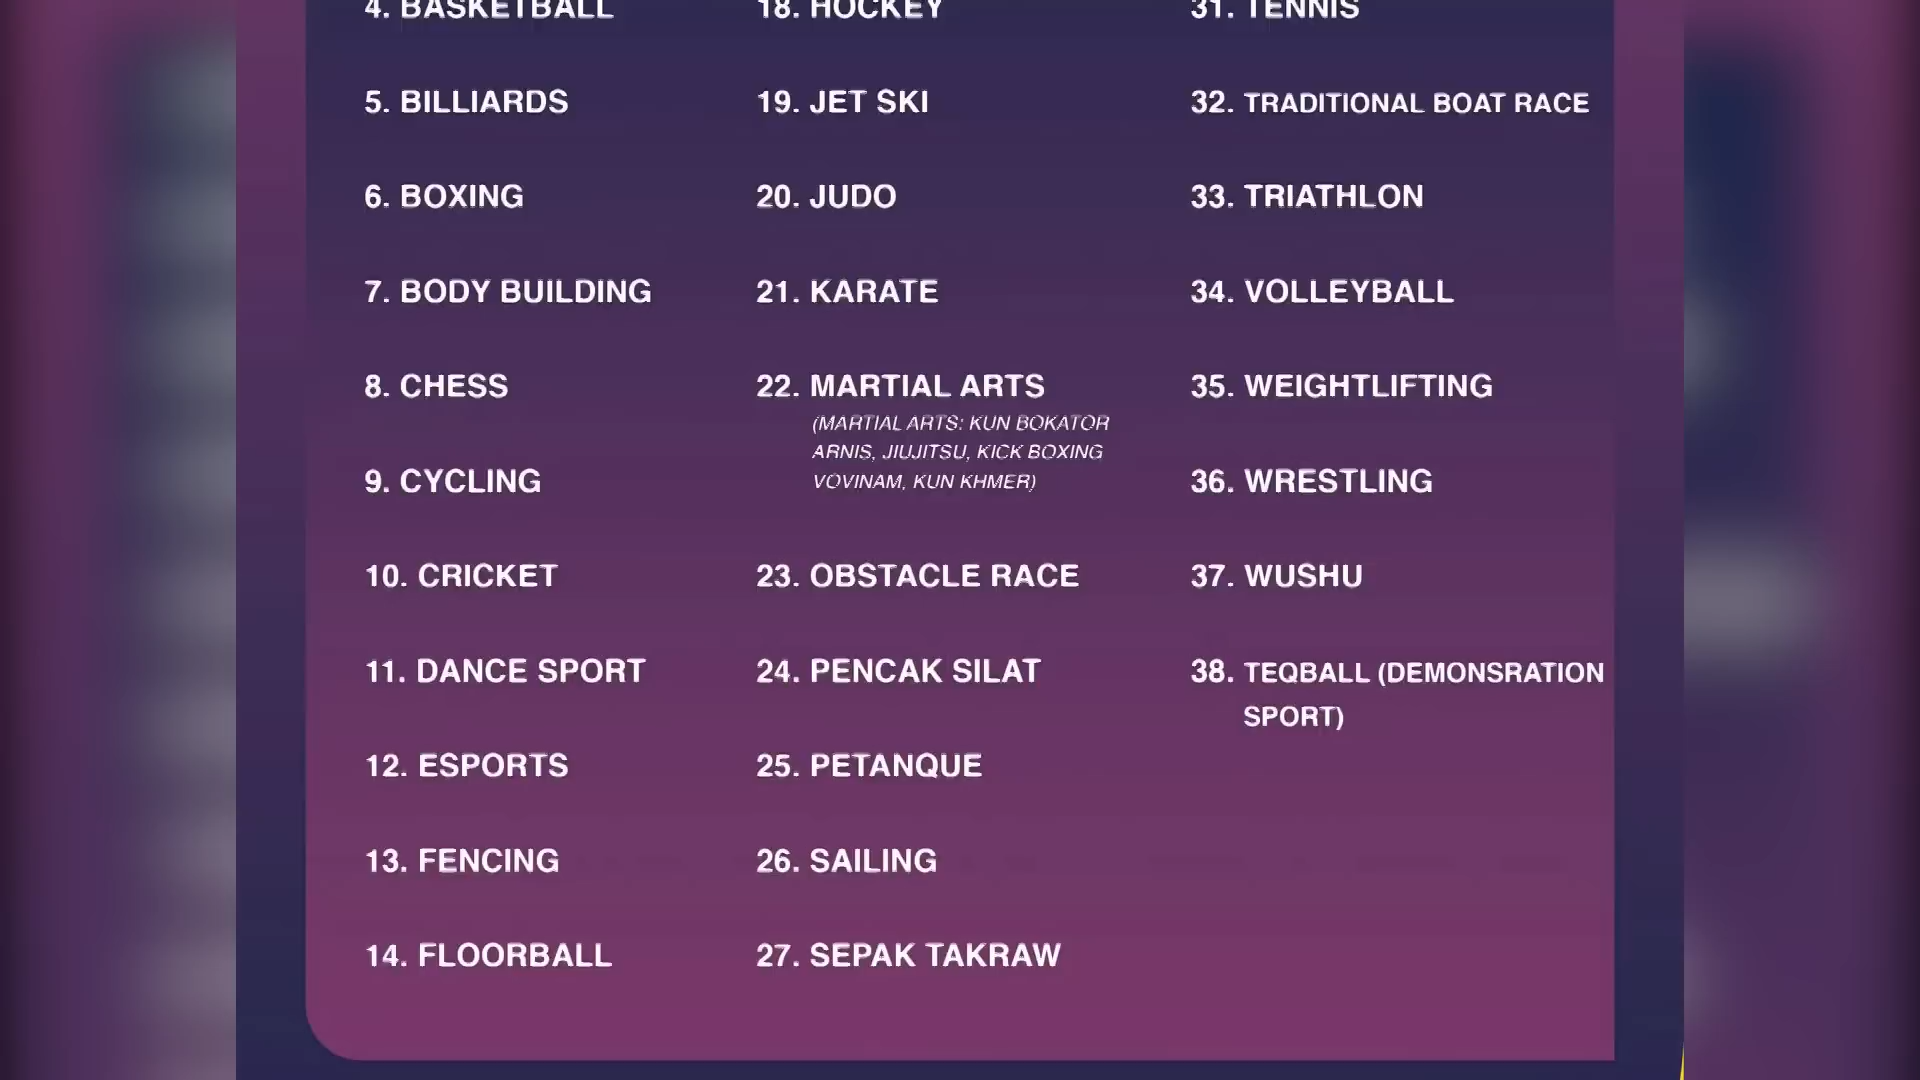 4. BASKETBALL
5. BILLIARDS
6. BOXING
7. BODY BUILDING
8. CHESS
9. CYCLING
10. CRICKET
11. DANCE SPORT
12. ESPORTS
13. FENCING
14. FLOORBALL
18. HOCKEY
19. JET SKI
20. JUDO
21. KARATE
22. MARTIAL ARTS
(MARTIAL ARTS: KUN BOKATOR
ARNIS, JIUJITSU, KICK BOXING
VOVINAM, KUN KHMER)
23. OBSTACLE RACE
24. PENCAK SILAT
25. PETANQUE
26. SAILING
27. SEPAK TAKRAW
31. TENNIS
32. TRADITIONAL BOAT RACE
33. TRIATHLON
34. VOLLEYBALL
35. WEIGHTLIFTING
36. WRESTLING
37. WUSHU
38. TEQBALL (DEMONSRATION
SPORT)